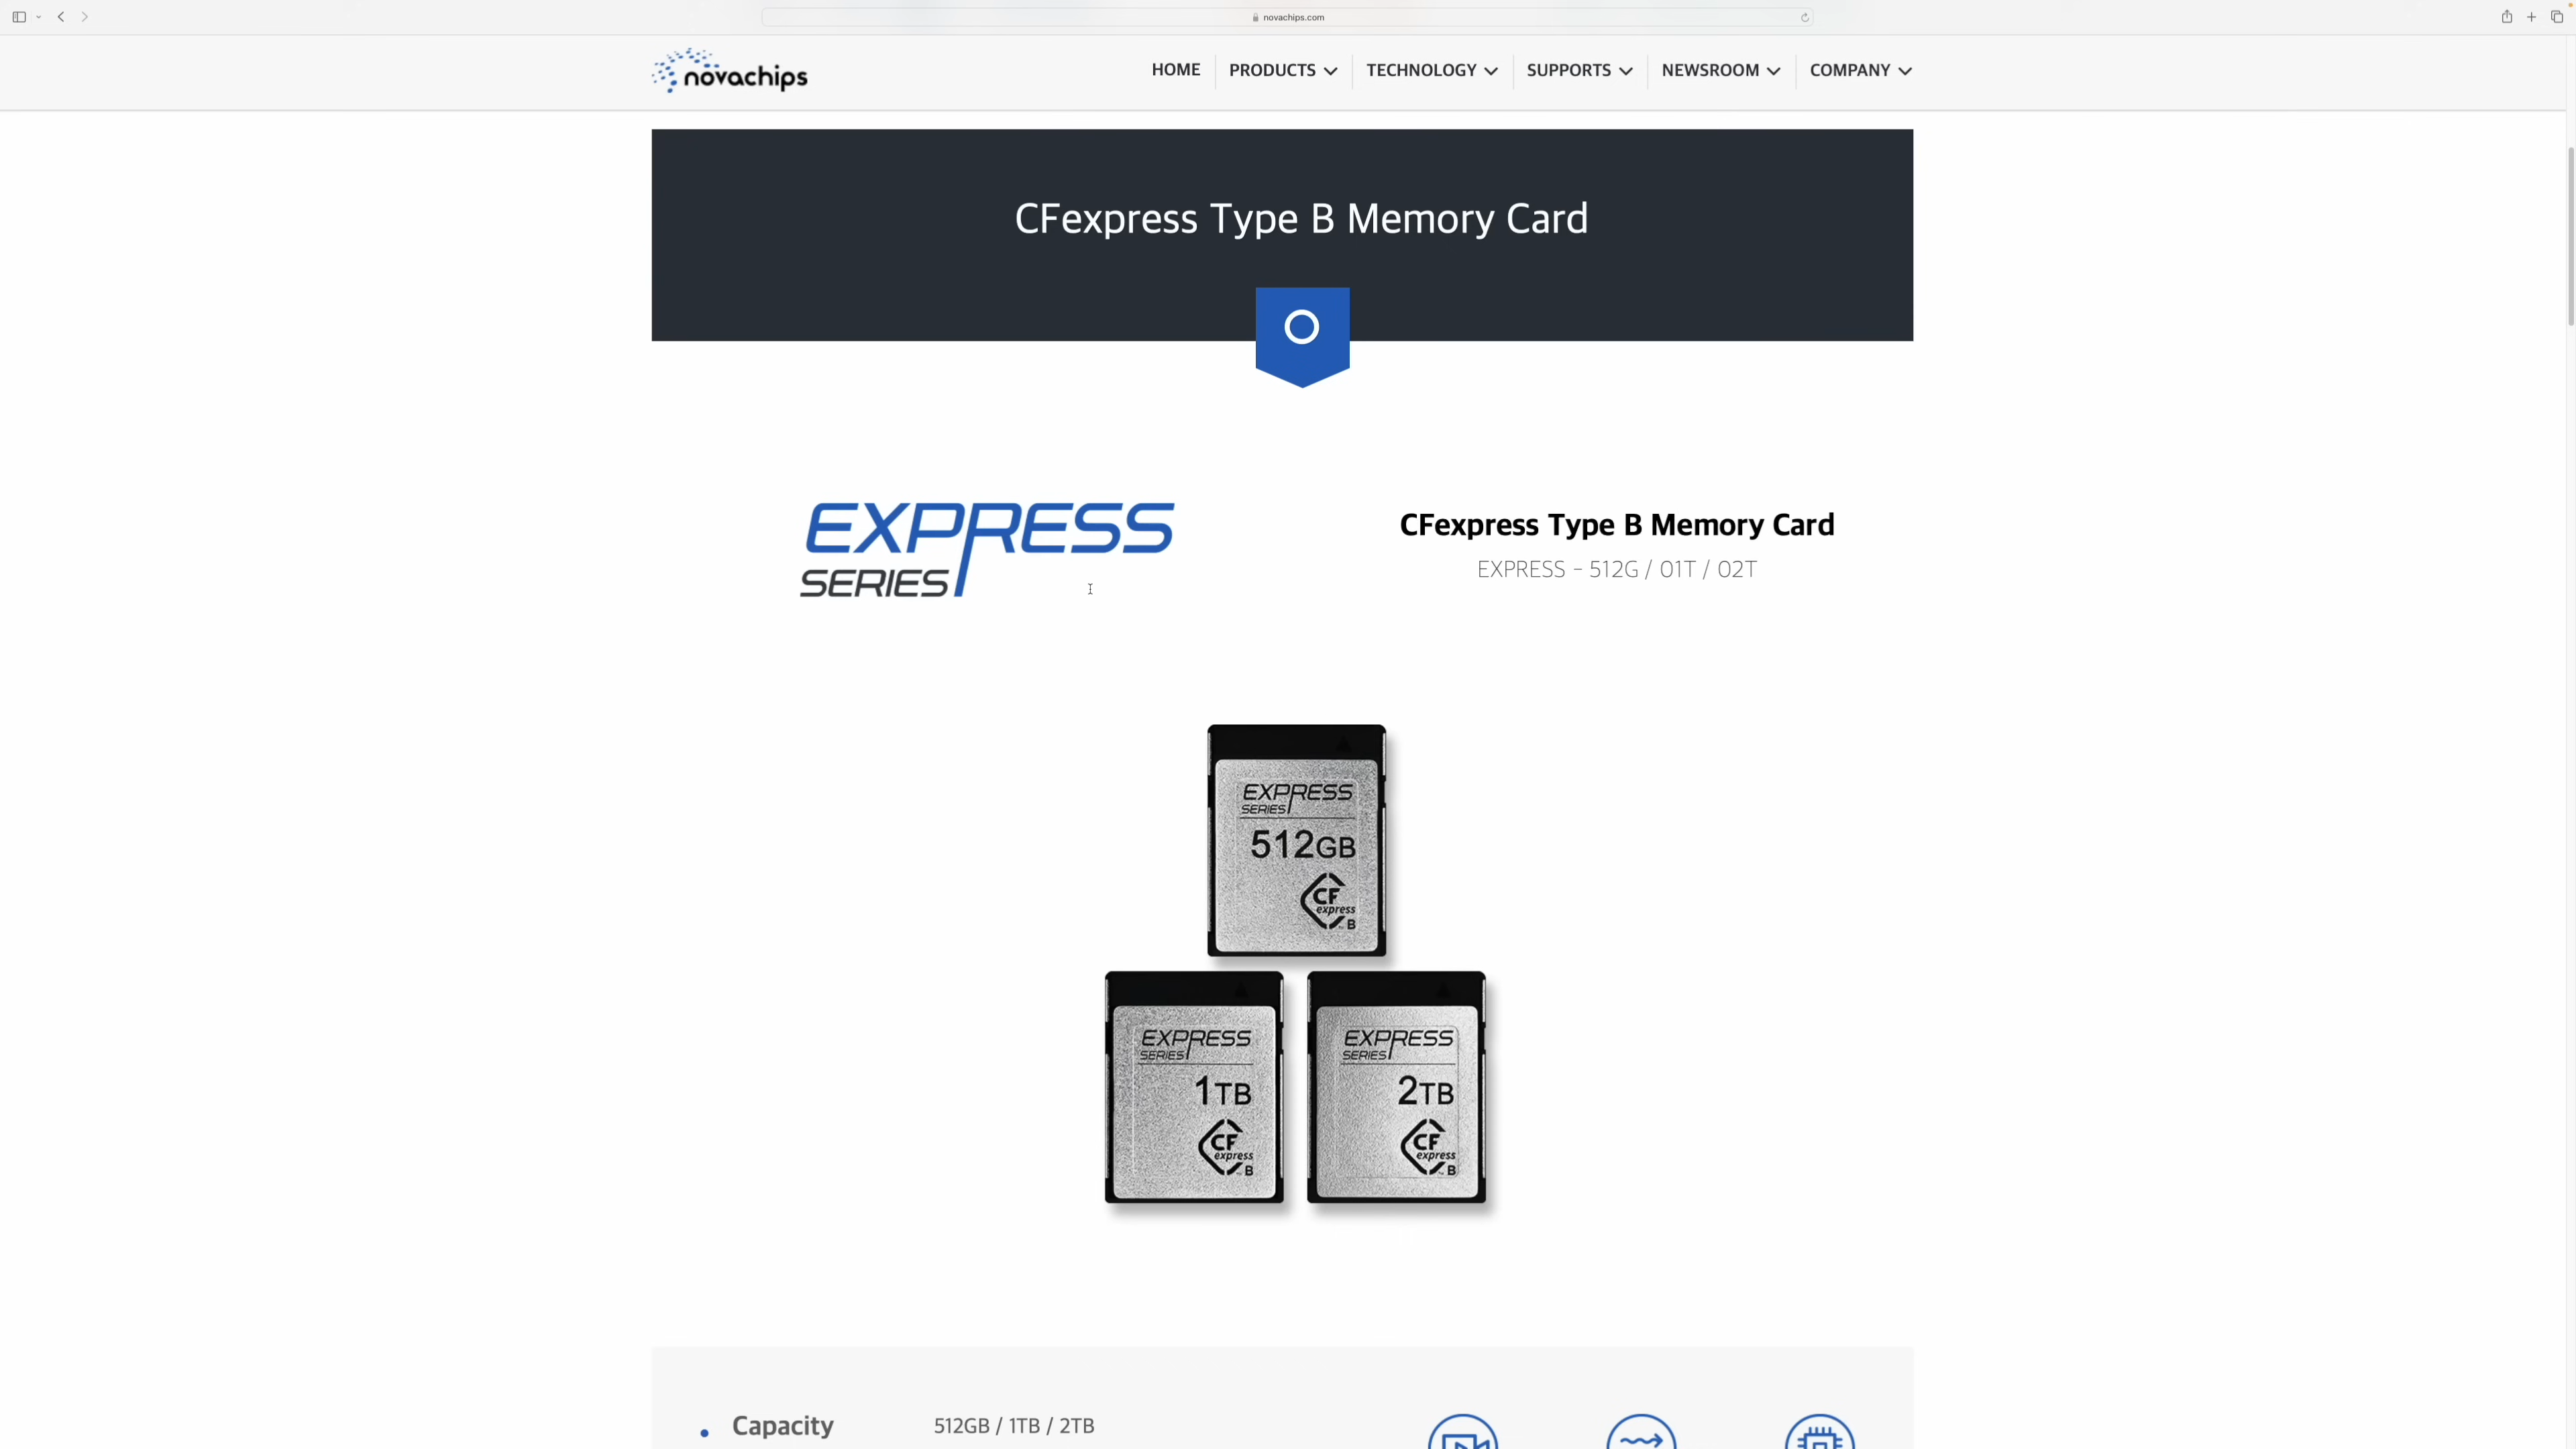 novachips.com
novachips
HOME
PRODUCTS
TECHNOLOGY
SUPPORTS
NEWSROOM
COMPANY
CFexpress Type B Memory Card
EXPRESS
SERIES
CFexpress Type B Memory Card
EXPRESS - 512G / 01T / 02T
EXPRESS
SERIES
512GB
CF
express
B
EXPRESS
SERIES
1TB
CF
express
B
EXPRESS
SERIES
2TB
CF
express
B
Capacity
512GB / 1TB / 2TB